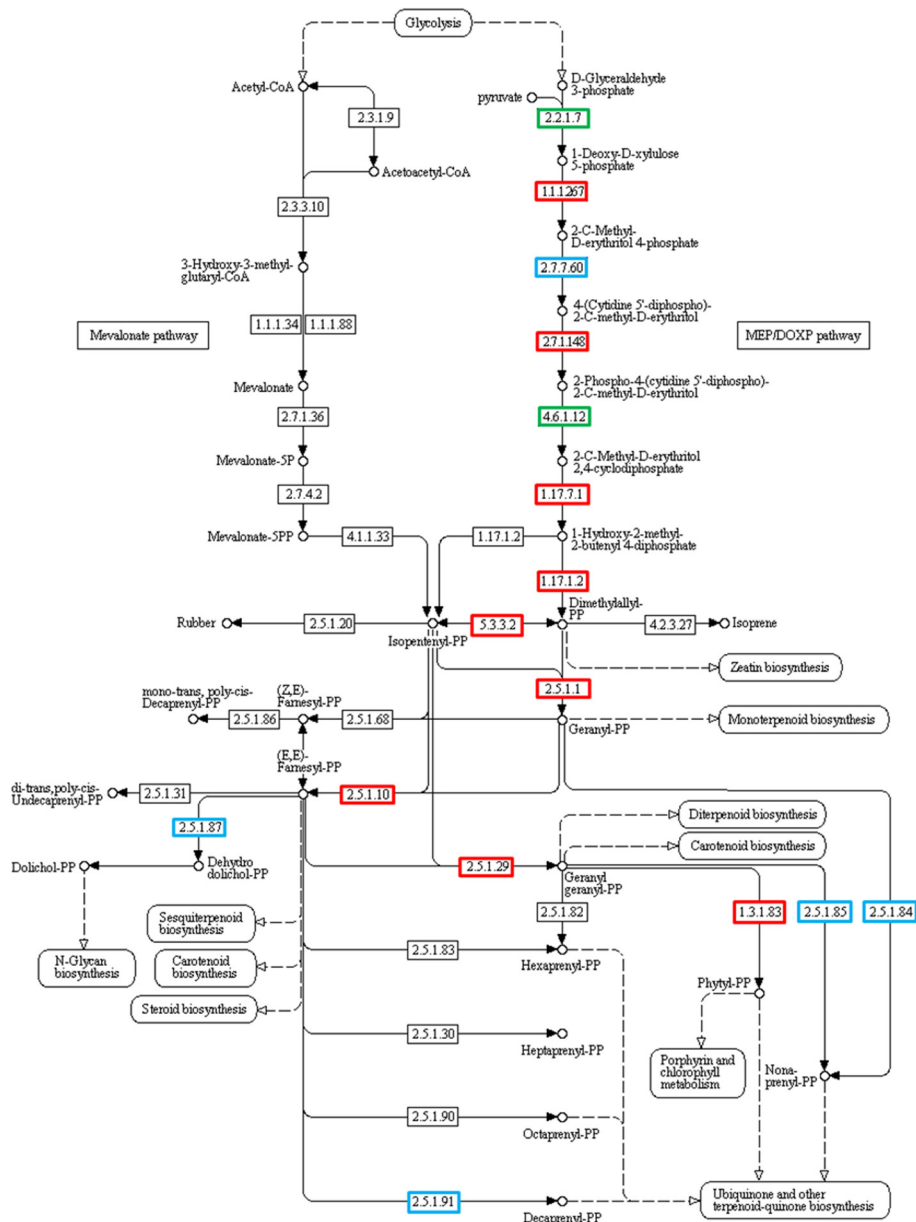 Glycolysis
Acetyl-CoA
D-Glyceraldehyde
3-phosphate
pyruvate
2.3.1.9
2.2.1.7
1-Deoxy-D-xylulose
5-phosphate
Acetoacetyl-CoA
1.1.1.267
2.3.3.10
2-C-Methyl-
D-erythritol 4-phosphate
3-Hydroxy-3-methyl-
glutaryl-CoA
2.7.7.60
4-(Cytidine 5'-diphospho)-
2-C-methyl-D-erythritol
Mevalonate pathway
1.1.1.34
1.1.1.88
2.7.1.148
MEP/DOXP pathway
Mevalonate
2-Phospho-4-(cytidine 5'-diphospho)-
2-C-methyl-D-erythritol
2.7.1.36
4.6.1.12
Mevalonate-5P
2-C-Methyl-D-erythritol
2,4-cyclodiphosphate
2.7.4.2
1.17.7.1
Mevalonate-5PP
4.1.1.33
1.17.1.2
1-Hydroxy-2-methyl-
2-butenyl 4-diphosphate
1.17.1.2
Dimethylallyl-
PP
Rubber
2.5.1.20
Isopentenyl-PP
5.3.3.2
4.2.3.27
Isoprene
Zeatin biosynthesis
2.5.1.1
mono-trans, poly-cis-
Decaprenyl-PP
2.5.1.86
(Z,E)-
Farnesyl-PP
2.5.1.68
Geranyl-PP
Monoterpenoid biosynthesis
(E,E)-
Farnesyl-PP
di-trans,poly-cis-
Undecaprenyl-PP
2.5.1.31
2.5.1.10
2.5.1.87
Diterpenoid biosynthesis
Carotenoid biosynthesis
Dolichol-PP
Dehydro
dolichol-PP
2.5.1.29
Geranyl
geranyl-PP
2.5.1.82
1.3.1.83
2.5.1.85
2.5.1.84
Sesquiterpenoid
biosynthesis
N-Glycan
biosynthesis
Carotenoid
biosynthesis
2.5.1.83
Hexaprenyl-PP
Phytyl-PP
Steroid biosynthesis
2.5.1.30
Heptaprenyl-PP
Porphyrin and
chlorophyll
metabolism
Nona-
prenyl-PP
2.5.1.90
Octaprenyl-PP
2.5.1.91
Decaprenyl-PP
Ubiquinone and other
terpenoid-quinone biosynthesis